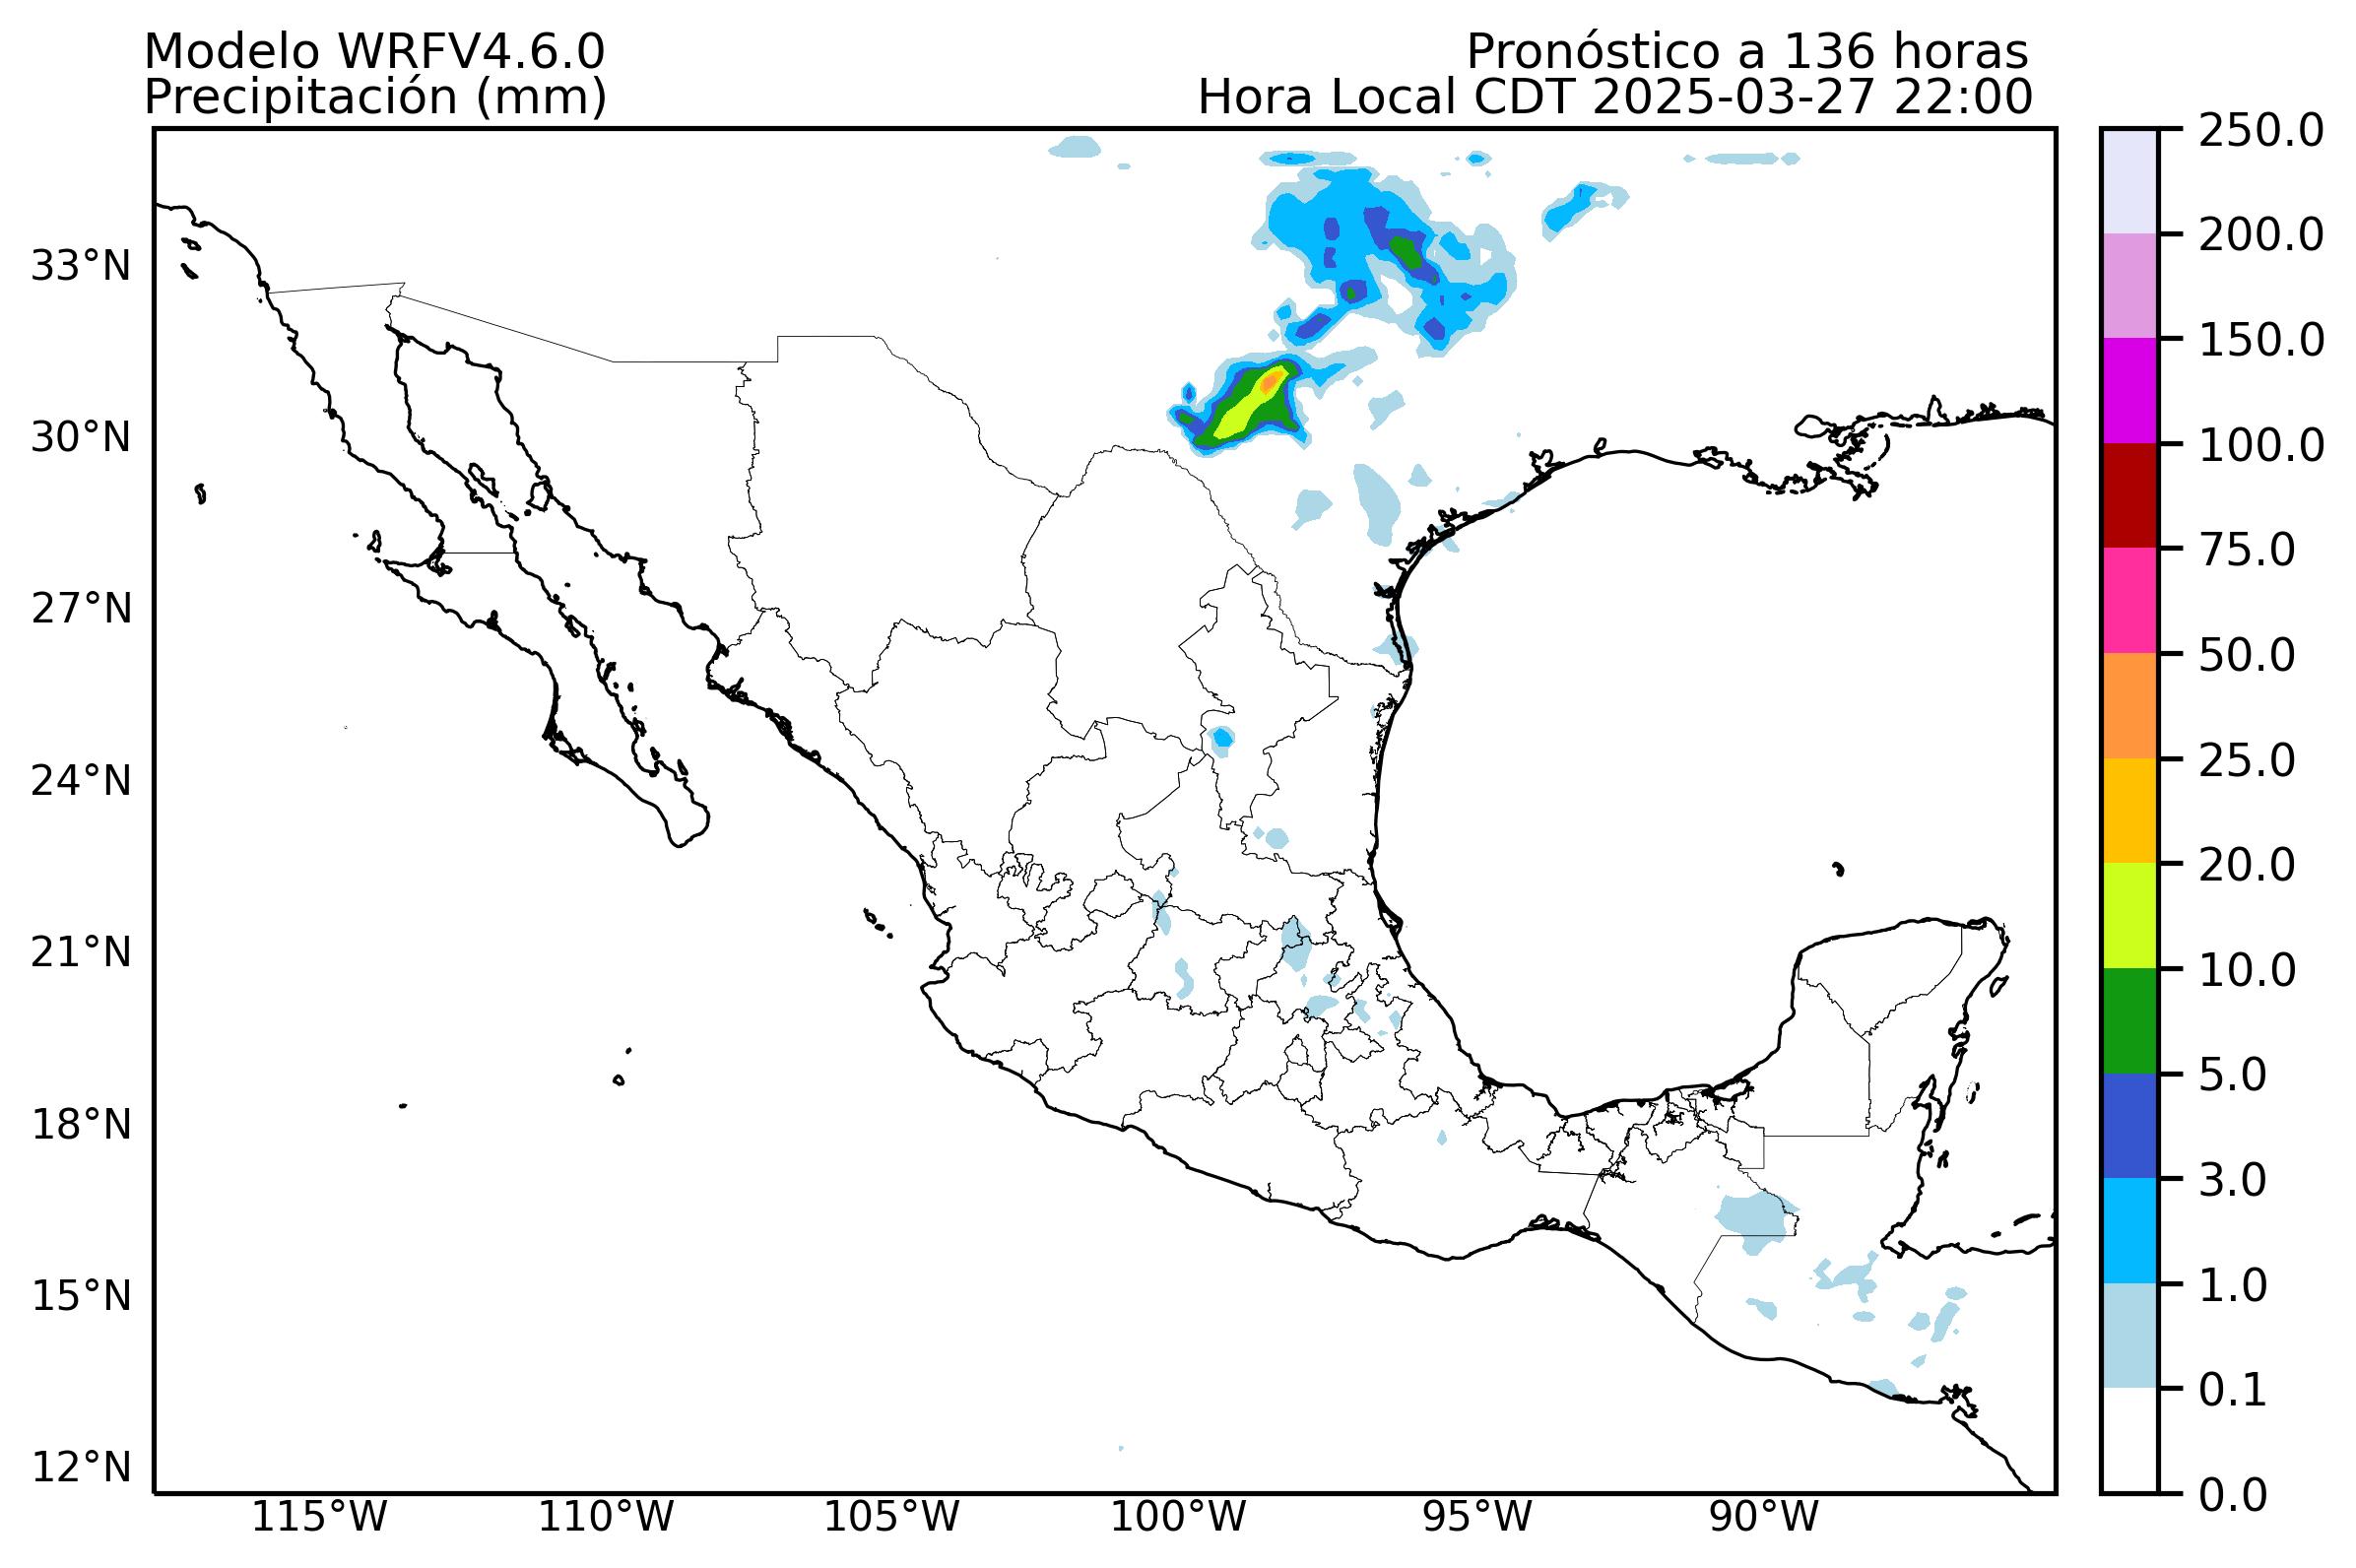 Modelo WRFV4.6.0
Precipitación (mm)
Pronóstico a 136 horas
Hora Local CDT 2025-03-27 22:00
33°N
30°N
27°N
24°N
21°N
18°N
15°N
12°N
115°W
110°W
105°W
100°W
95°W
90°W
250.0
200.0
150.0
100.0
75.0
50.0
25.0
20.0
10.0
5.0
3.0
1.0
0.1
0.0